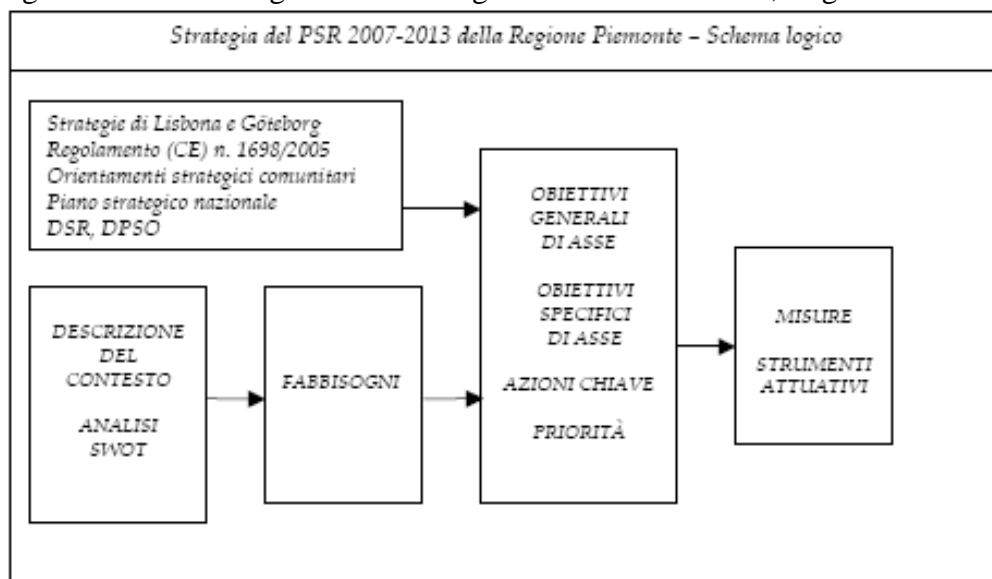 Strategia del PSR 2007-2013 della Regione Piemonte – Schema logico
Strategie di Lisbona e Göteborg
Regolamento (CE) n. 1698/2005
Orientamenti strategici comunitari
Piano strategico nazionale
DSR, DPSO
DESCRIZIONE
DEL
CONTESTO
ANALISI
SWOT
FABBISOGNI
OBIETTIVI
GENERALI
DI ASSE
OBIETTIVI
SPECIFICI
DI ASSE
AZIONI CHIAVE
PRIORITÀ
MISURE
STRUMENTI
ATTUATIVI